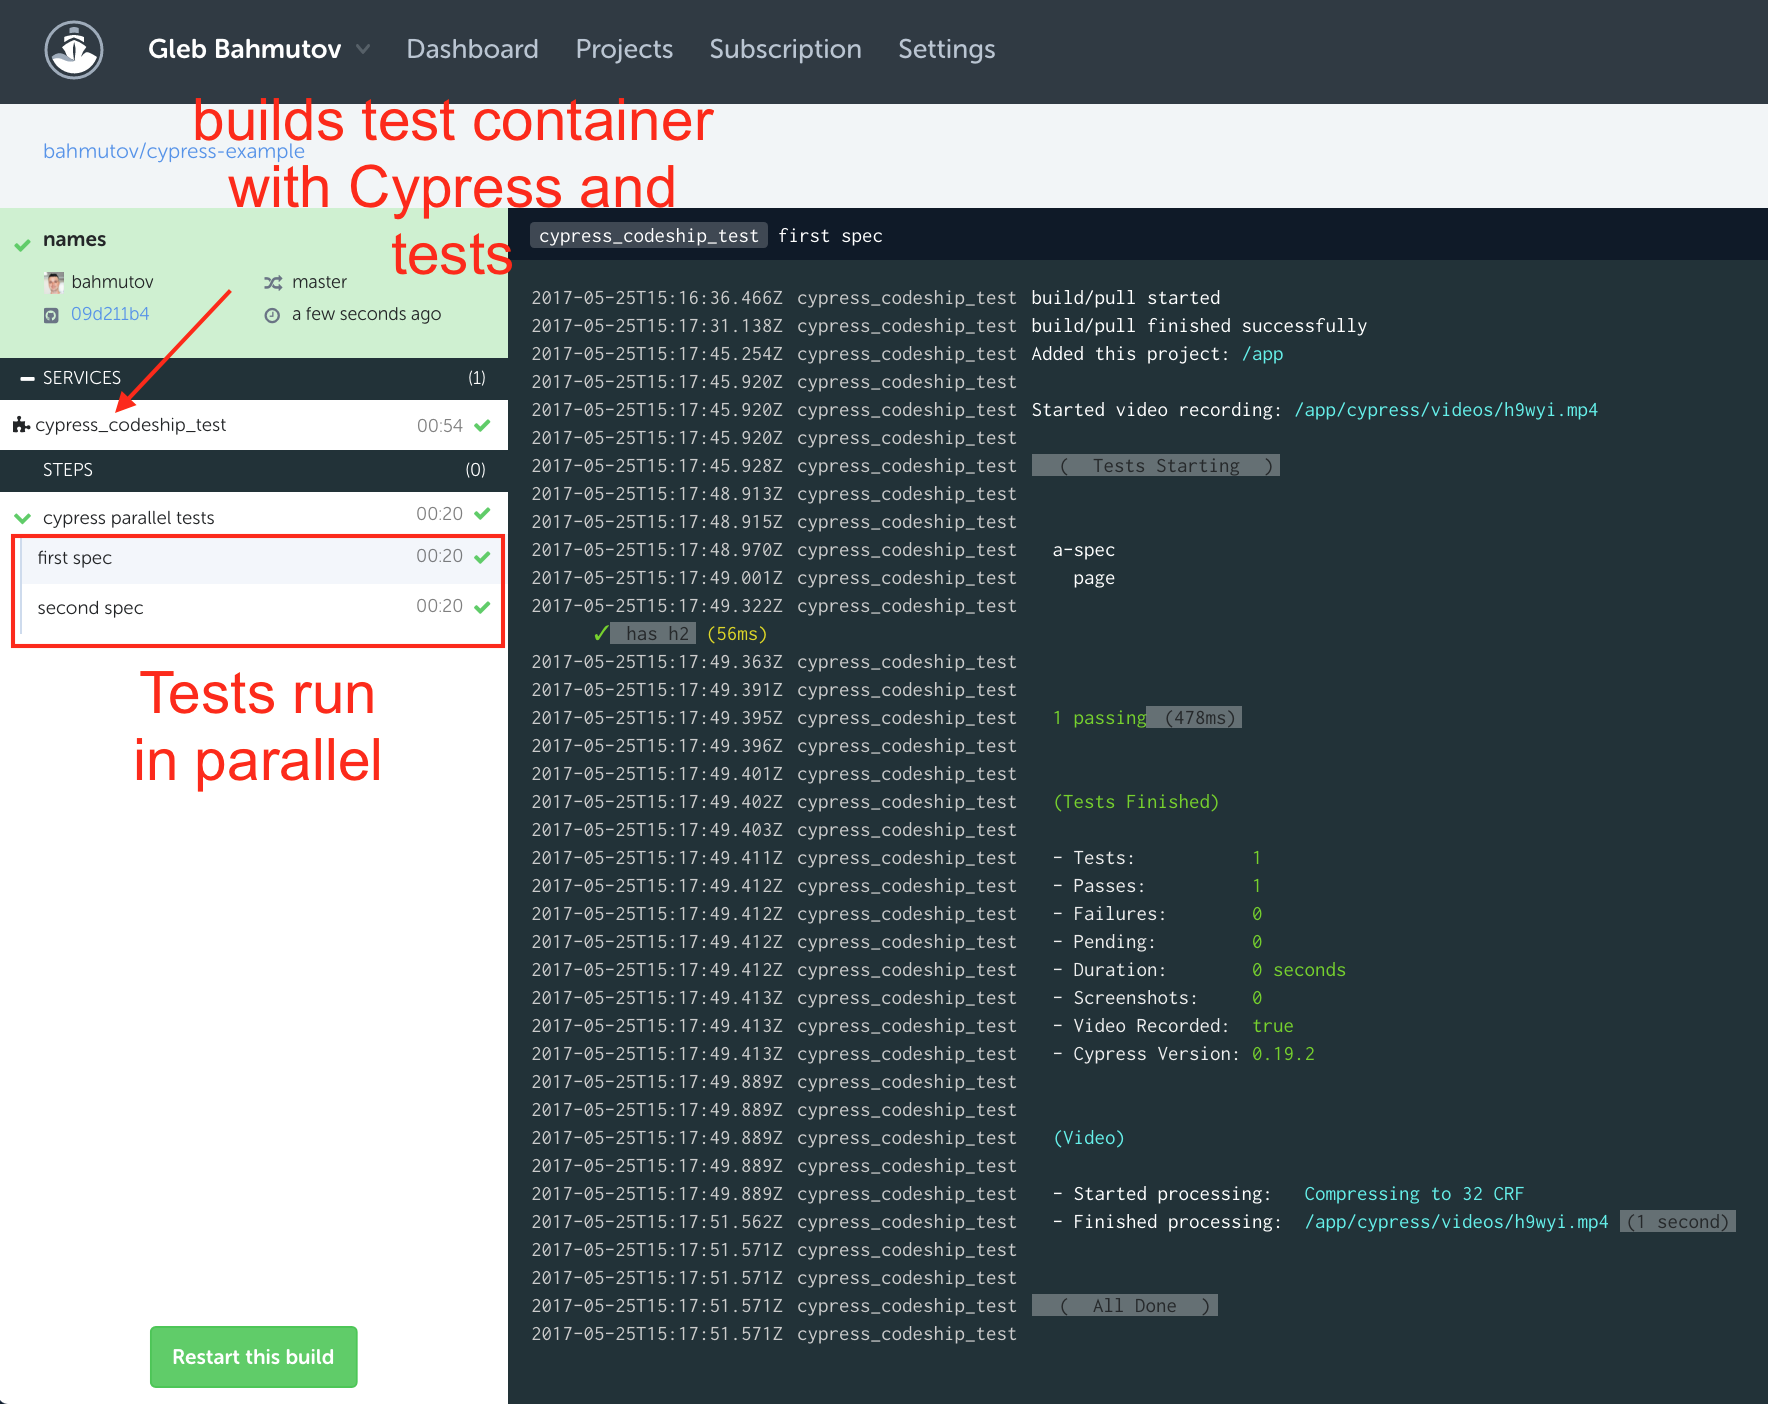 Gleb Bahmutov Dashboard Projects Subscription Settings
builds test container
with Cypress and
tests
bahmutov/cypress-example
names
bahmutov master
09d211b4 a few seconds ago
SERVICES (1)
cypress_codeship_test 00:54
STEPS (0)
cypress parallel tests 00:20
first spec 00:20
second spec 00:20
Tests run
in parallel
Restart this build
cypress_codeship_test first spec
2017-05-25T15:16:36.466Z cypress_codeship_test build/pull started
2017-05-25T15:17:31.138Z cypress_codeship_test build/pull finished successfully
2017-05-25T15:17:45.254Z cypress_codeship_test Added this project: /app
2017-05-25T15:17:45.920Z cypress_codeship_test
2017-05-25T15:17:45.920Z cypress_codeship_test Started video recording: /app/cypress/videos/h9wyi.mp4
2017-05-25T15:17:45.920Z cypress_codeship_test
2017-05-25T15:17:45.928Z cypress_codeship_test ( Tests Starting )
2017-05-25T15:17:48.913Z cypress_codeship_test
2017-05-25T15:17:48.915Z cypress_codeship_test
2017-05-25T15:17:48.970Z cypress_codeship_test a-spec
2017-05-25T15:17:49.001Z cypress_codeship_test page
2017-05-25T15:17:49.322Z cypress_codeship_test
✓ has h2 (56ms)
2017-05-25T15:17:49.363Z cypress_codeship_test
2017-05-25T15:17:49.391Z cypress_codeship_test
2017-05-25T15:17:49.395Z cypress_codeship_test 1 passing (478ms)
2017-05-25T15:17:49.396Z cypress_codeship_test
2017-05-25T15:17:49.401Z cypress_codeship_test
2017-05-25T15:17:49.402Z cypress_codeship_test (Tests Finished)
2017-05-25T15:17:49.403Z cypress_codeship_test
2017-05-25T15:17:49.411Z cypress_codeship_test - Tests: 1
2017-05-25T15:17:49.412Z cypress_codeship_test - Passes: 1
2017-05-25T15:17:49.412Z cypress_codeship_test - Failures: 0
2017-05-25T15:17:49.412Z cypress_codeship_test - Pending: 0
2017-05-25T15:17:49.412Z cypress_codeship_test - Duration: 0 seconds
2017-05-25T15:17:49.413Z cypress_codeship_test - Screenshots: 0
2017-05-25T15:17:49.413Z cypress_codeship_test - Video Recorded: true
2017-05-25T15:17:49.413Z cypress_codeship_test - Cypress Version: 0.19.2
2017-05-25T15:17:49.889Z cypress_codeship_test
2017-05-25T15:17:49.889Z cypress_codeship_test
2017-05-25T15:17:49.889Z cypress_codeship_test (Video)
2017-05-25T15:17:49.889Z cypress_codeship_test
2017-05-25T15:17:49.889Z cypress_codeship_test - Started processing: Compressing to 32 CRF
2017-05-25T15:17:51.562Z cypress_codeship_test - Finished processing: /app/cypress/videos/h9wyi.mp4 (1 second)
2017-05-25T15:17:51.571Z cypress_codeship_test
2017-05-25T15:17:51.571Z cypress_codeship_test
2017-05-25T15:17:51.571Z cypress_codeship_test ( All Done )
2017-05-25T15:17:51.571Z cypress_codeship_test